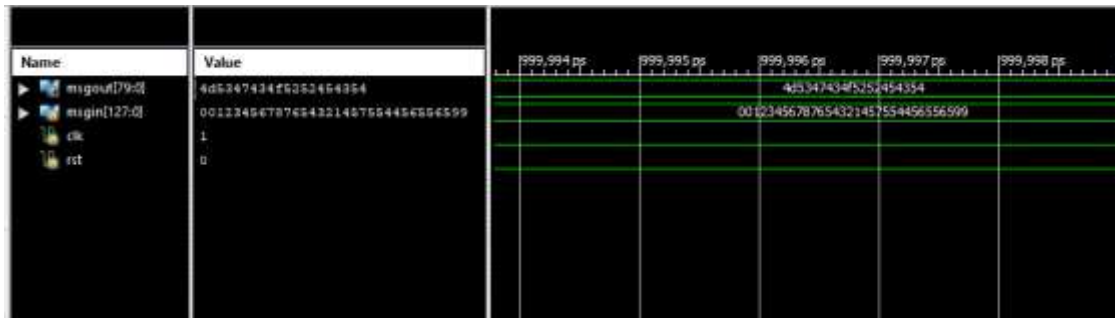 Name Value 999,994 ps 999,995 ps 999,996 ps 999,997 ps 999,998 ps
msgout[79:0] 4d5347434f5252454354 4d5347434f5252454354
msgin[127:0] 00123456787654321457554456556599 00123456787654321457554456556599
clk 1
rst 0